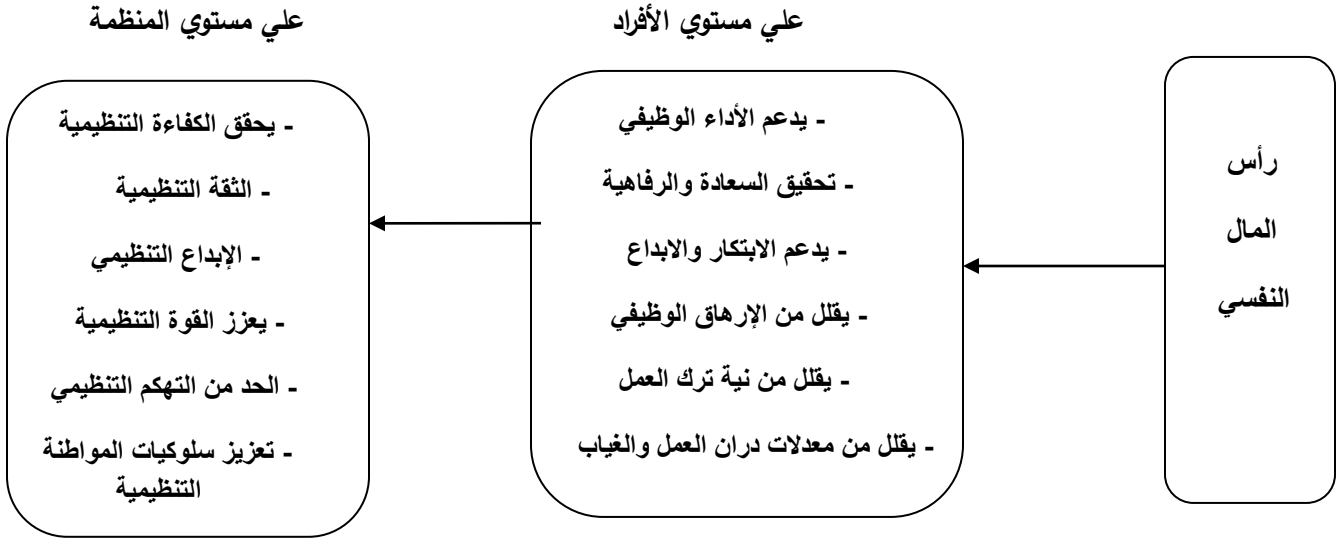 علي مستوي الأفراد
علي مستوي المنظمة
رأس
المال
النفسي
- يدعم الأداء الوظيفي
- تحقيق السعادة والرفاهية
- يدعم الابتكار والابداع
- يقلل من الإرهاق الوظيفي
- يقلل من نية ترك العمل
- يقلل من معدلات دران العمل والغياب
- يحقق الكفاءة التنظيمية
- الثقة التنظيمية
- الإبداع التنظيمي
- يعزز القوة التنظيمية
- الحد من التهكم التنظيمي
- تعزيز سلوكيات المواطنة
التنظيمية